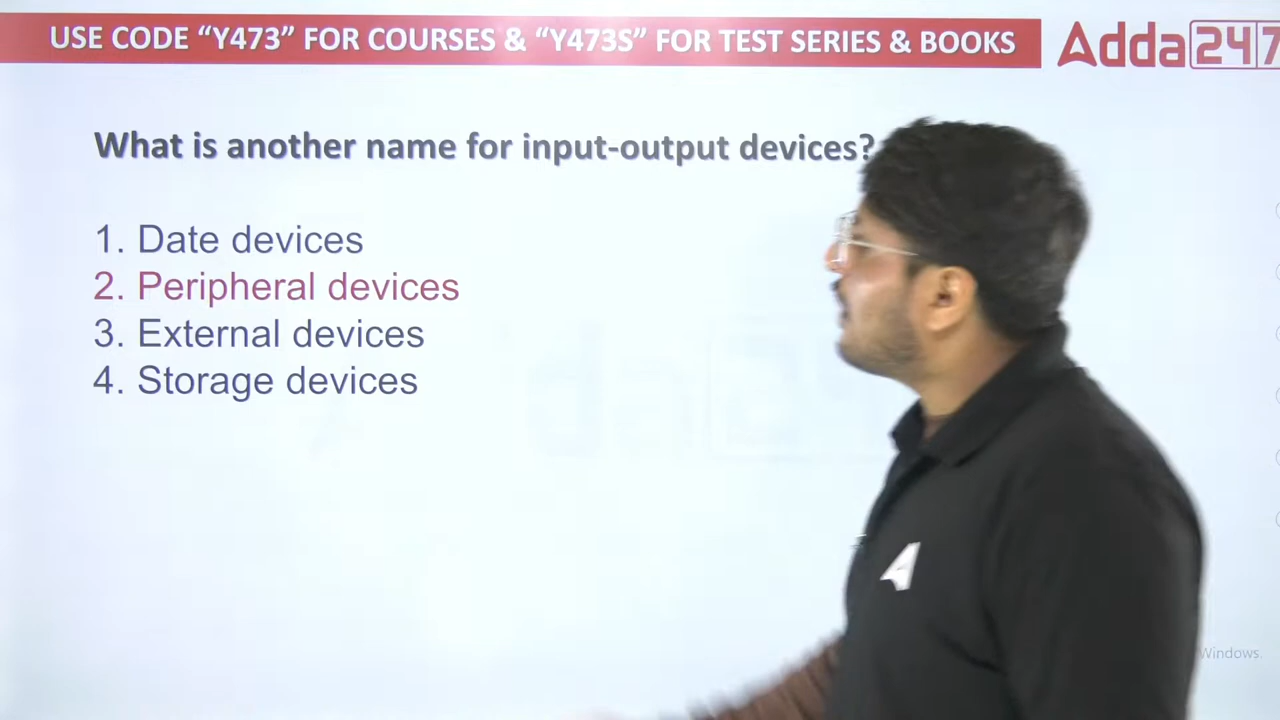 USE CODE “Y473” FOR COURSES & “Y473S” FOR TEST SERIES & BOOKS
Adda247
What is another name for input-output devices?
1. Date devices
2. Peripheral devices
3. External devices
4. Storage devices
Windows.